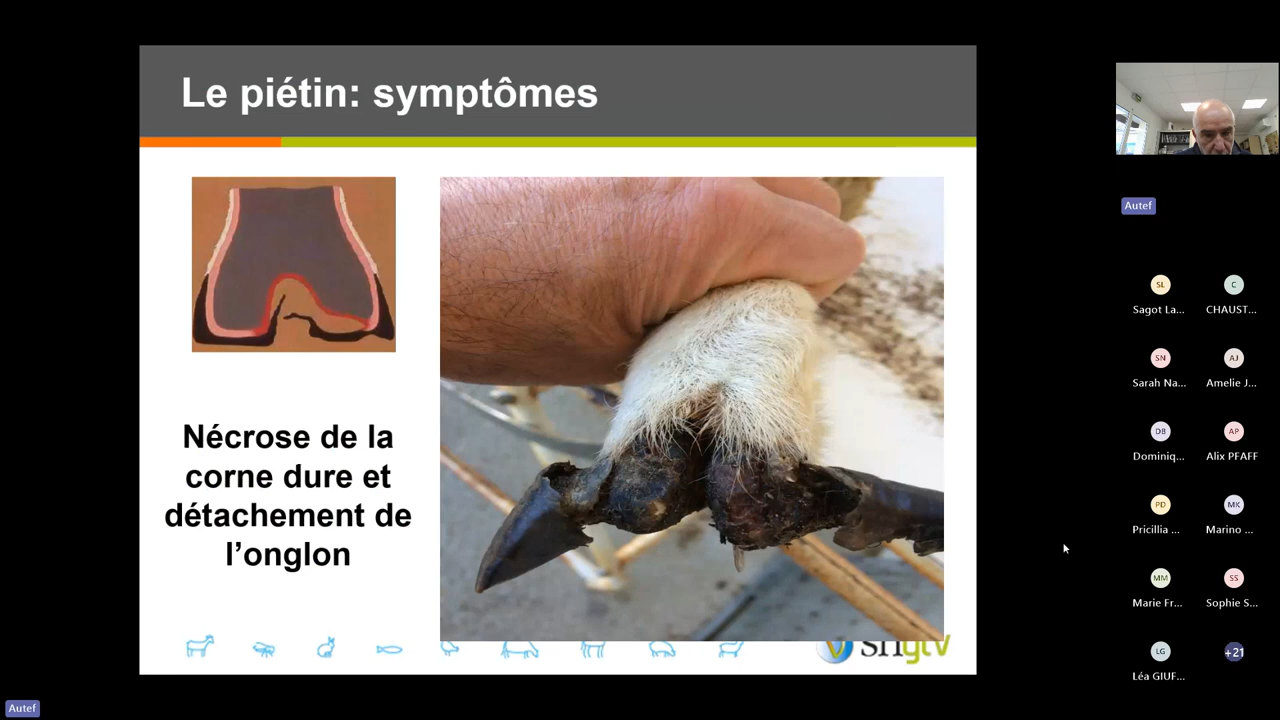 Le piétin: symptômes
Nécrose de la
corne dure et
détachement de
l’onglon
Autef
SL
C
Sagot La...
CHAUST...
SN
AJ
Sarah Na...
Amelie J...
DB
AP
Dominiq...
Alix PFAFF
PD
MK
Pricillia ...
Marino ...
MM
SS
Marie Fr...
Sophie S...
LG
+21
Léa GIUF...
Autef